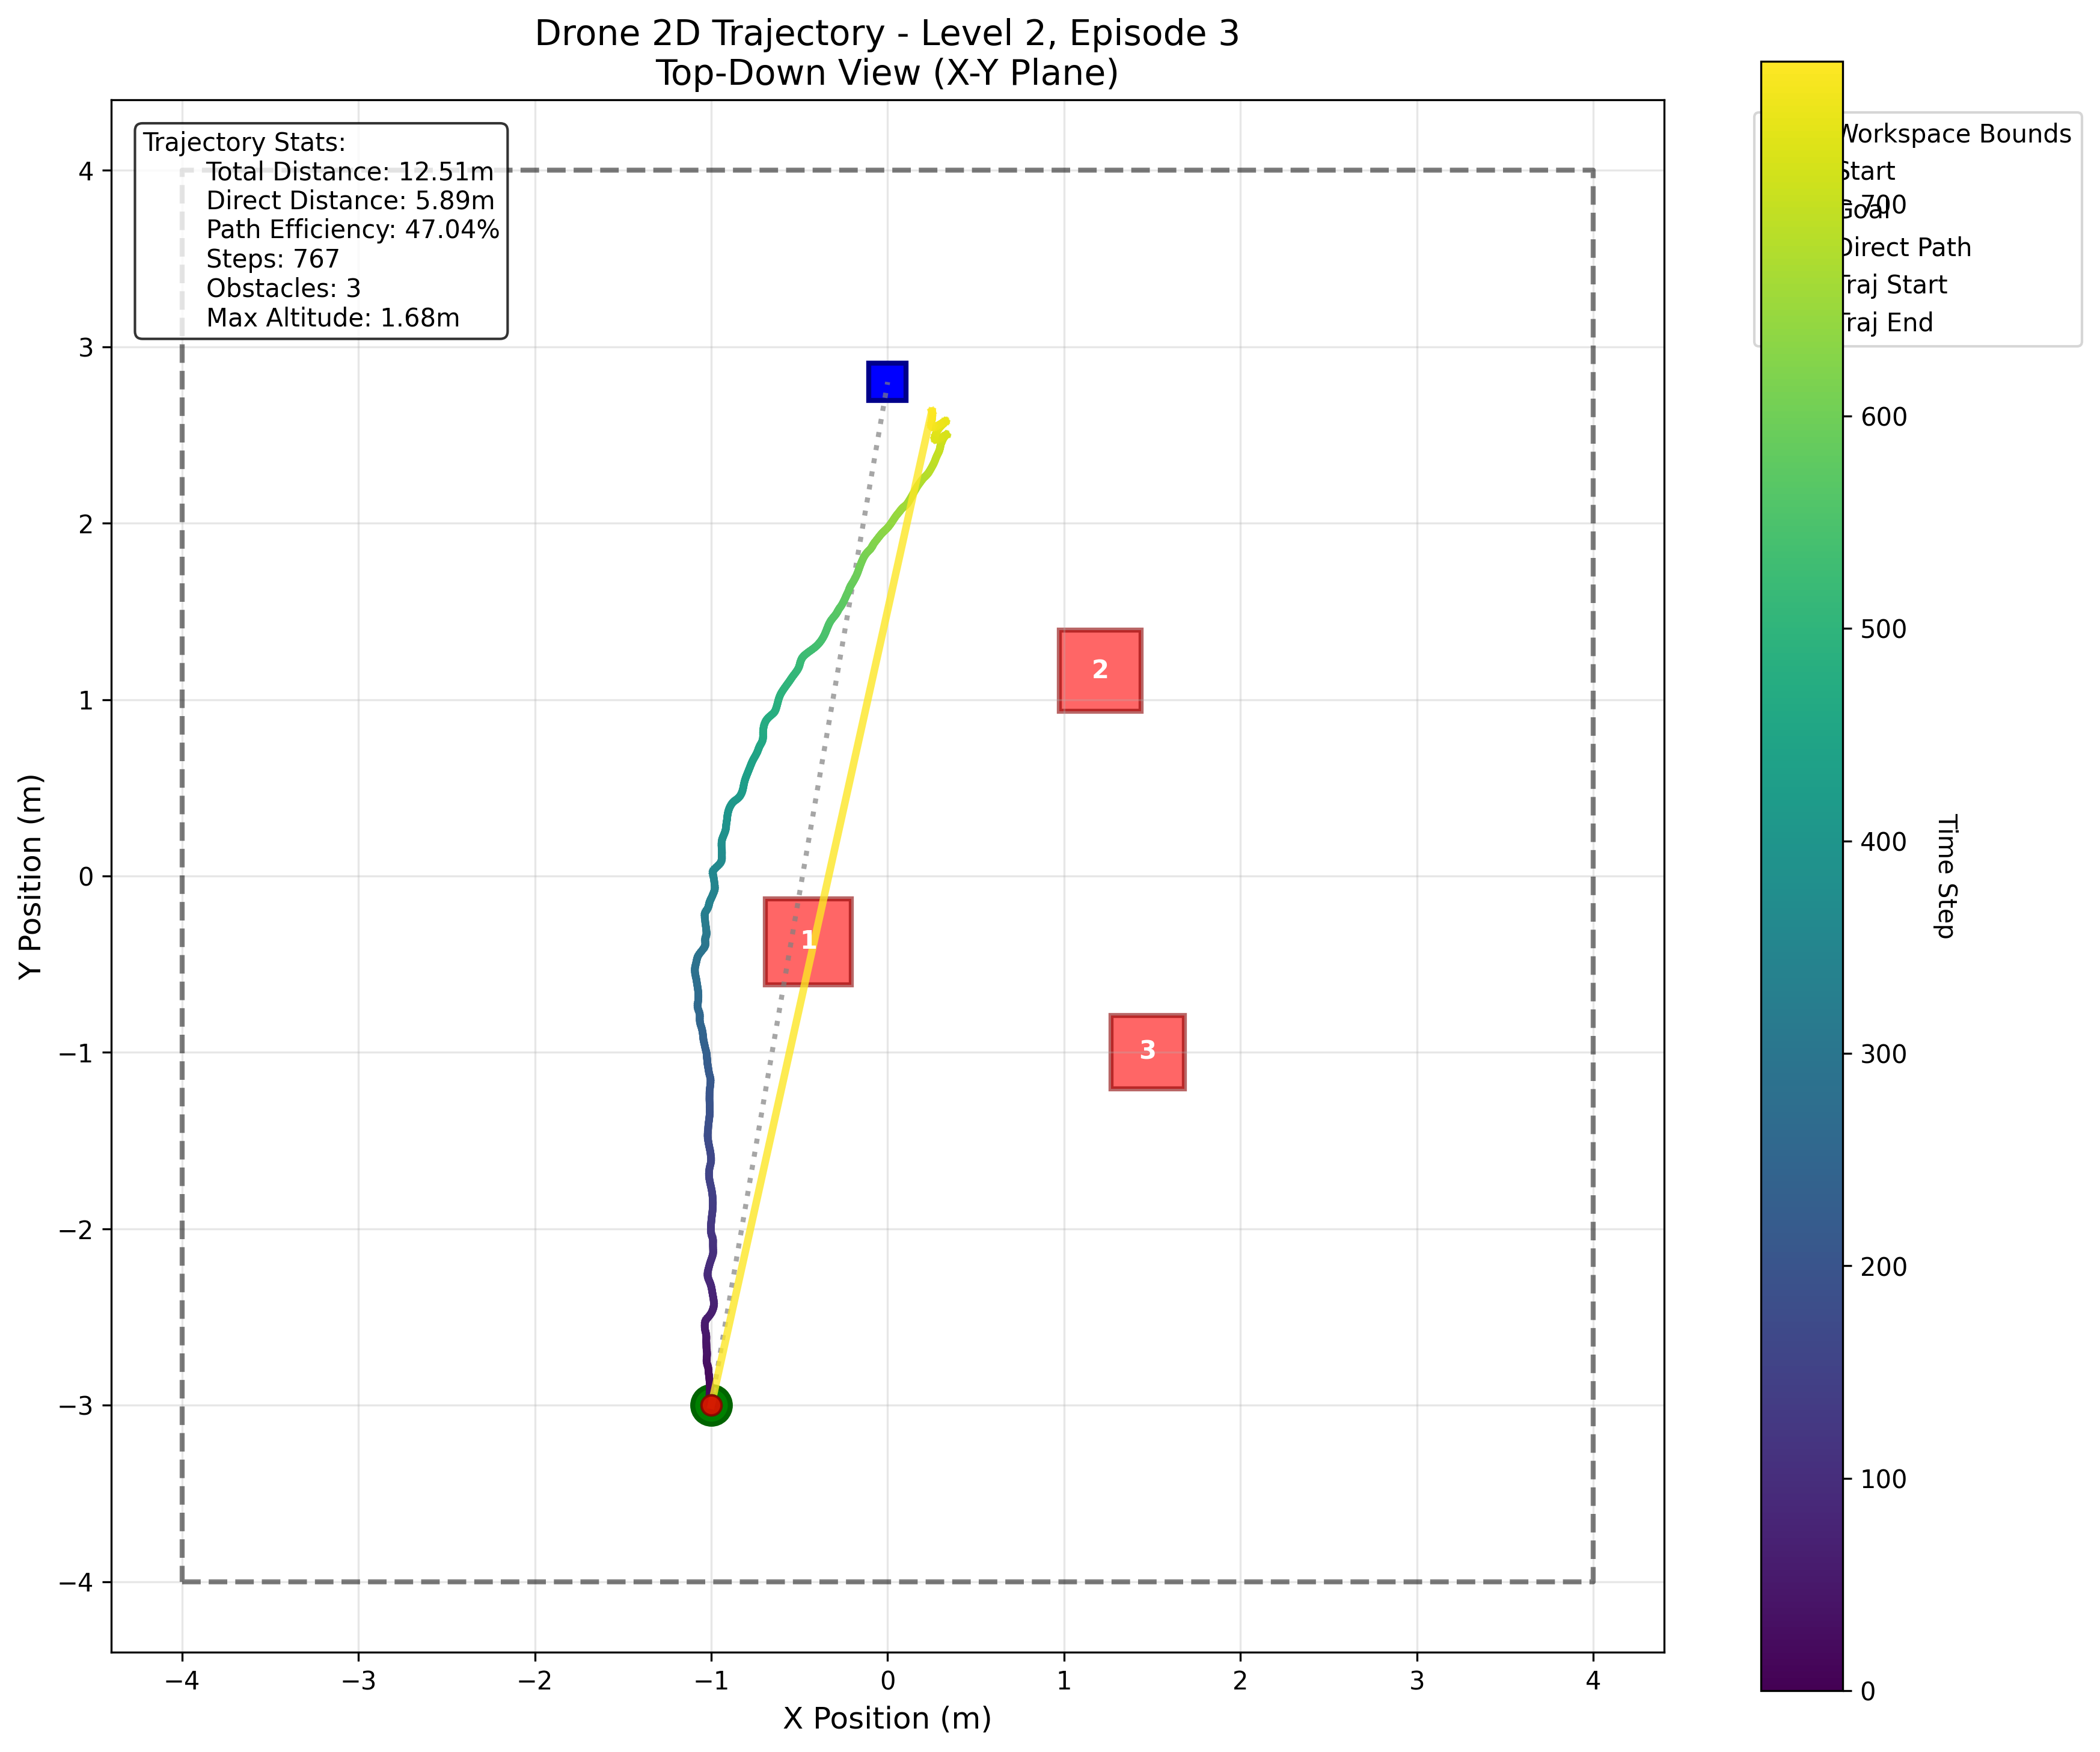 Drone 2D Trajectory - Level 2, Episode 3
Top-Down View (X-Y Plane)
Trajectory Stats:
Total Distance: 12.51m
Direct Distance: 5.89m
Path Efficiency: 47.04%
Steps: 767
Obstacles: 3
Max Altitude: 1.68m
Workspace Bounds
Start
Goal
Direct Path
Traj Start
Traj End
700
600
500
400
300
200
100
0
Time Step
4
3
2
1
0
−1
−2
−3
−4
Y Position (m)
2
1
3
−4
−3
−2
−1
0
1
2
3
4
X Position (m)